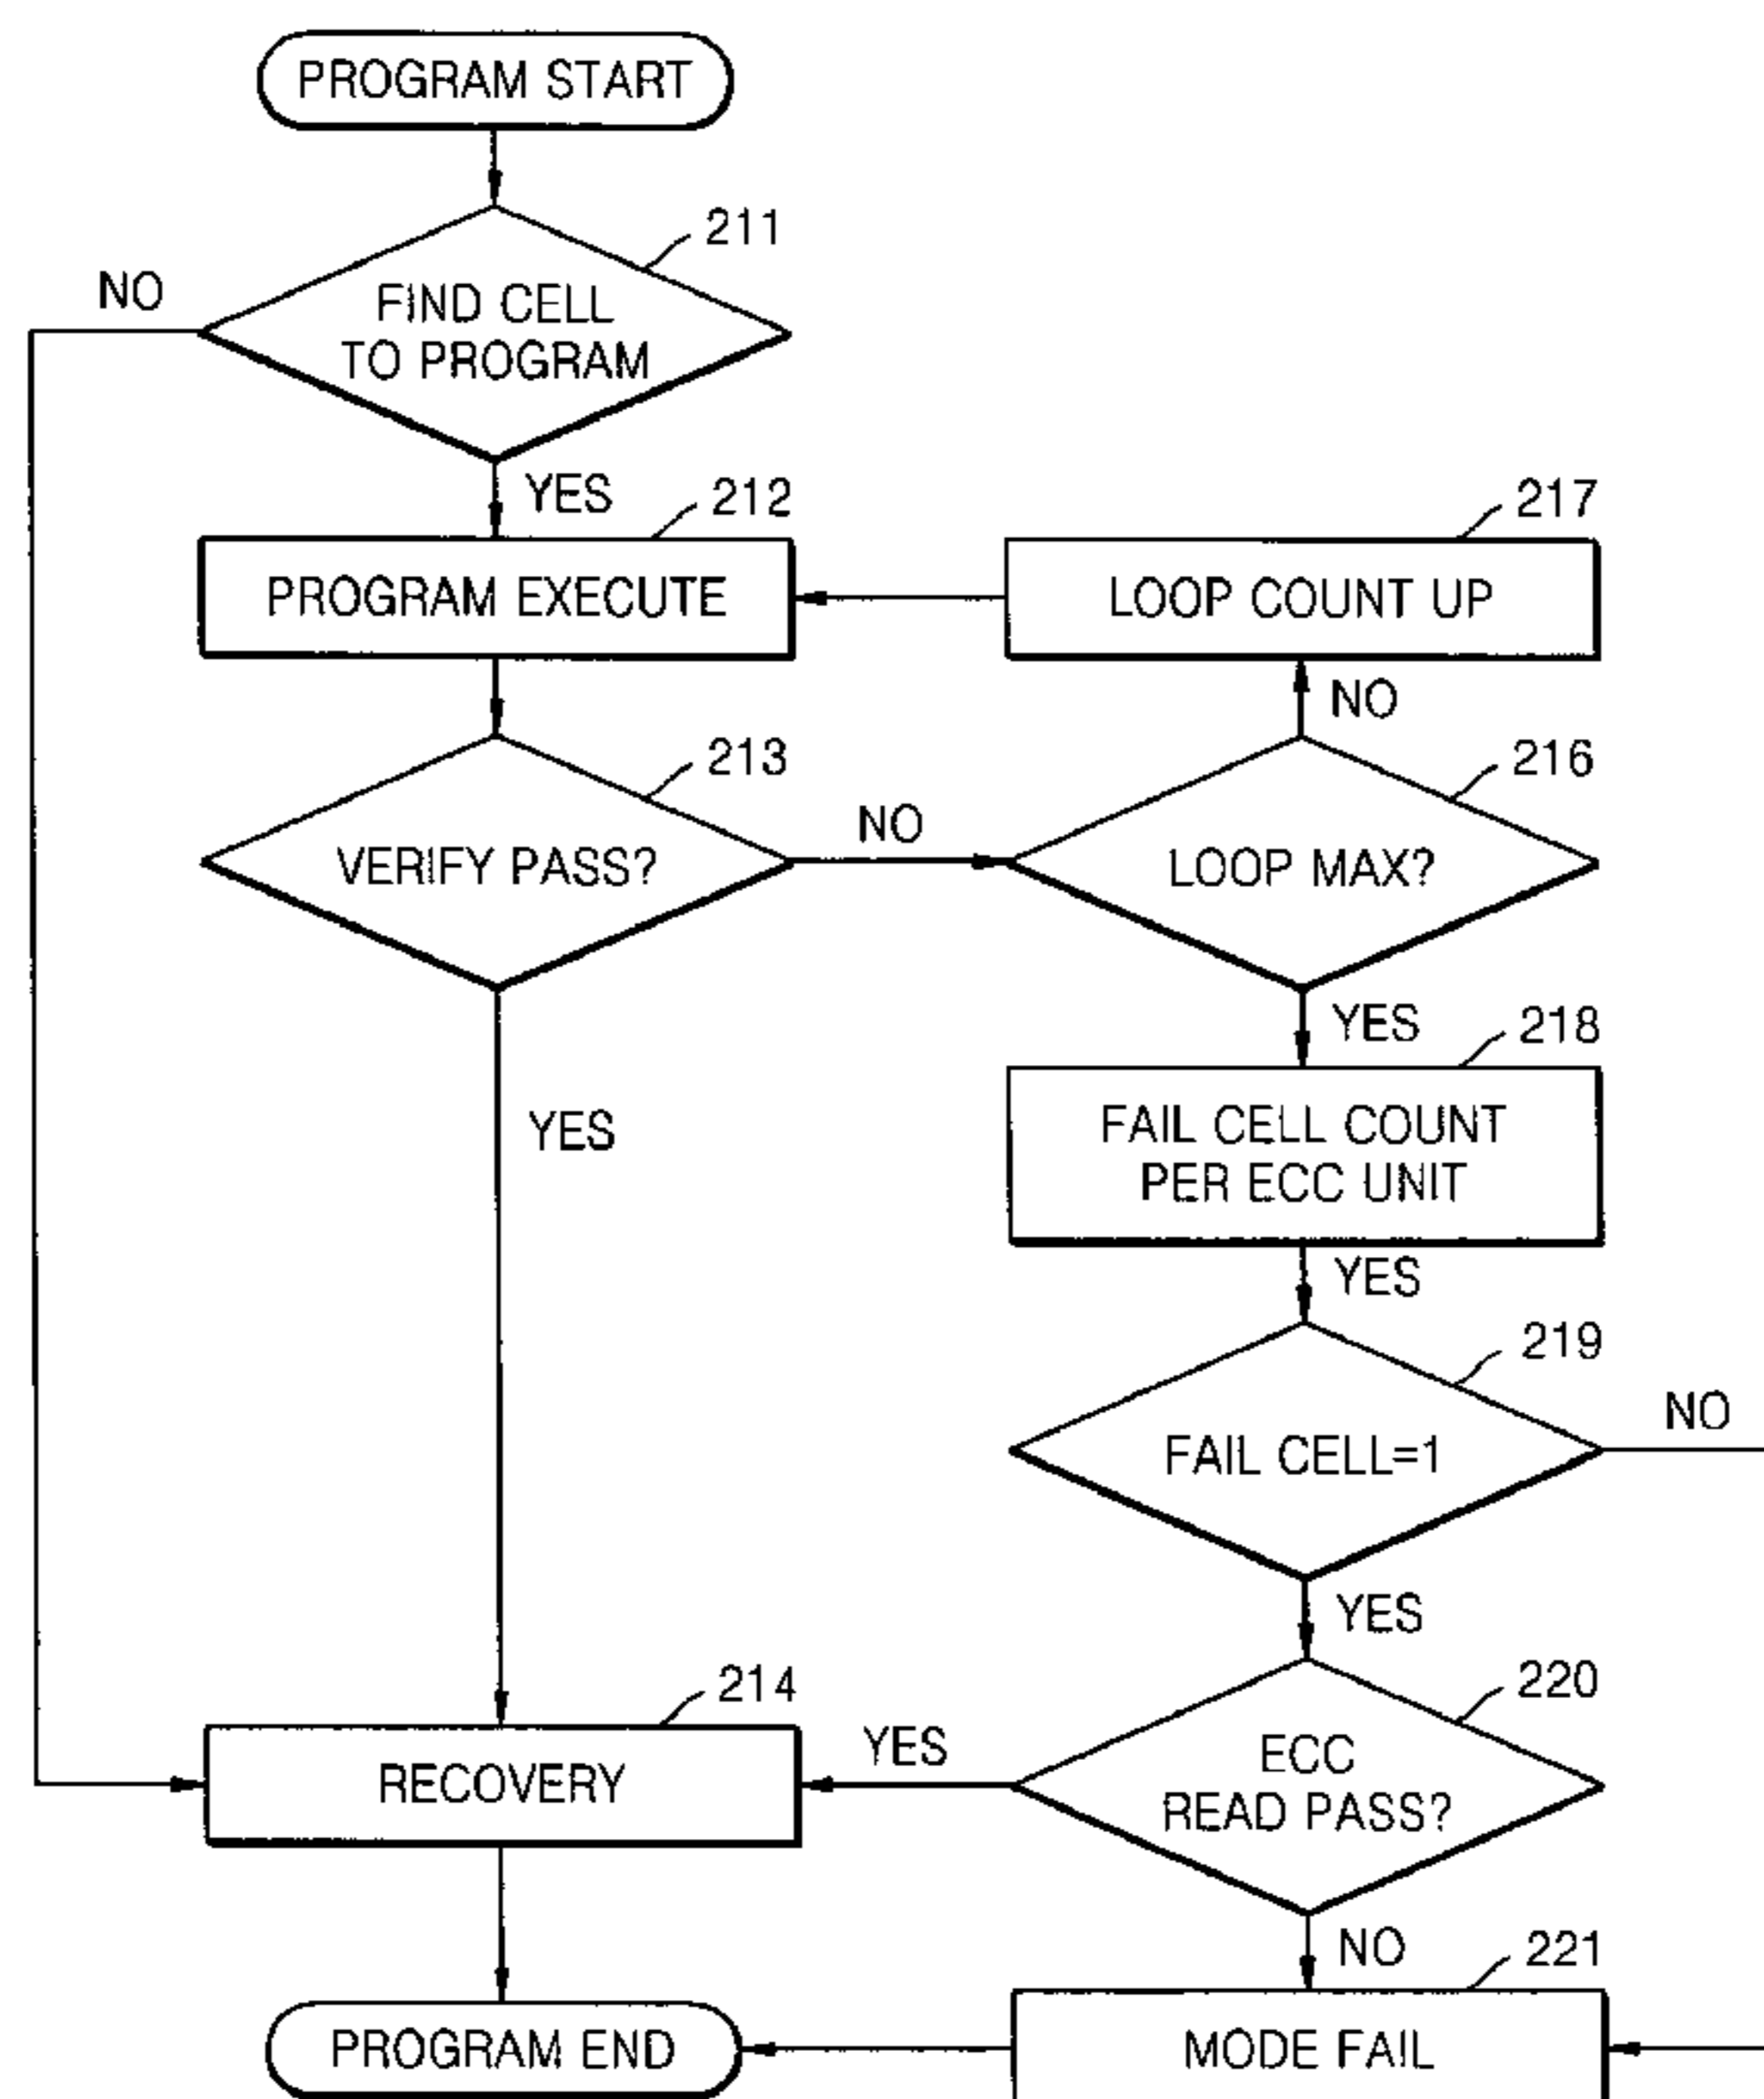 PROGRAM START
211
NO
FIND CELL
TO PROGRAM
YES
212
217
PROGRAM EXECUTE
LOOP COUNT UP
NO
213
216
VERIFY PASS?
NO
LOOP MAX?
YES
218
FAIL CELL COUNT
PER ECC UNIT
YES
YES
219
FAIL CELL=1
NO
YES
214
220
RECOVERY
YES
ECC
READ PASS?
NO
221
PROGRAM END
MODE FAIL